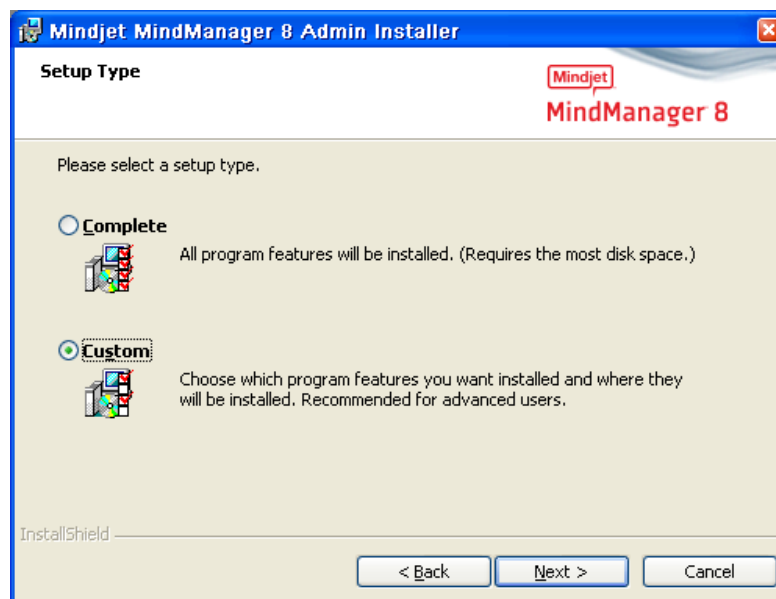 Mindjet MindManager 8 Admin Installer
Setup Type
Mindjet
MindManager 8
Please select a setup type.
Complete
All program features will be installed. (Requires the most disk space.)
Custom
Choose which program features you want installed and where they
will be installed. Recommended for advanced users.
InstallShield
< Back
Next >
Cancel